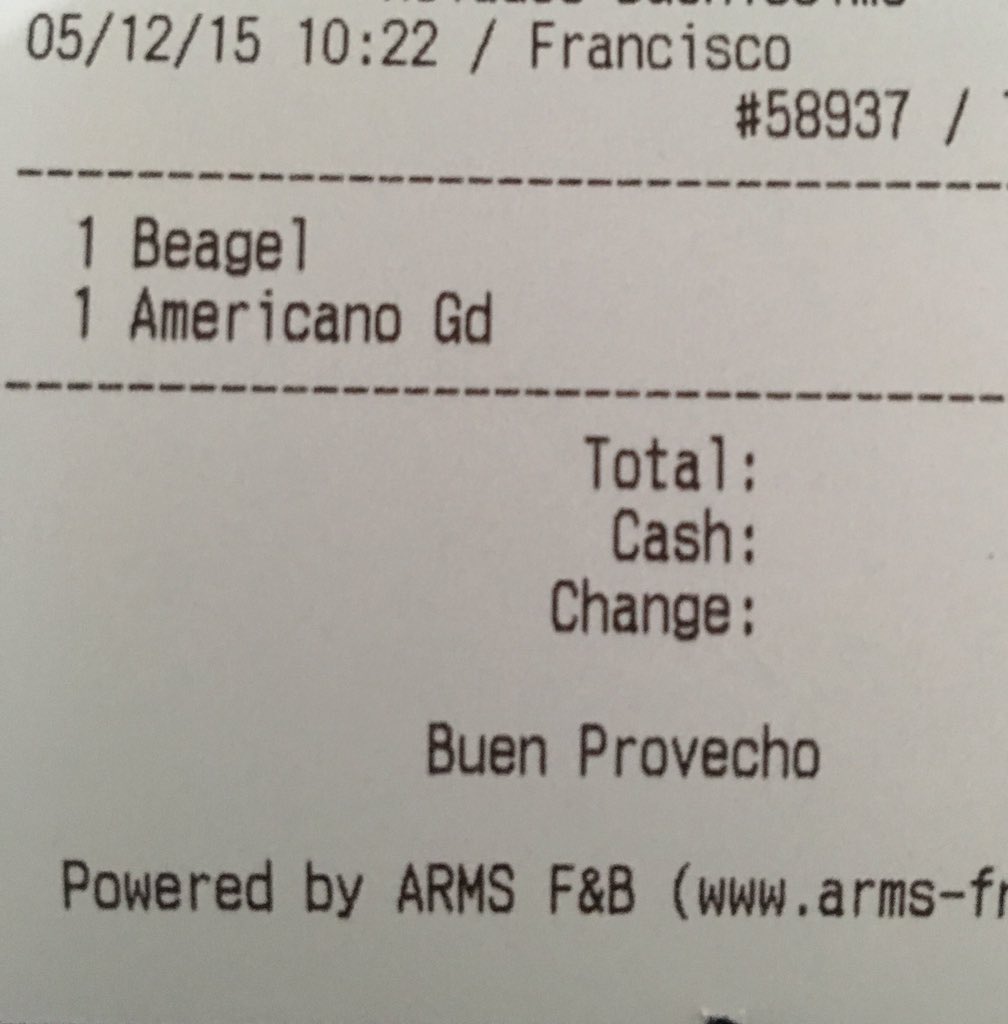 05/12/15 10:22 / Francisco
#58937 /
1 Beagel
1 Americano Gd
Total:
Cash:
Change:
Buen Provecho
Powered by ARMS F&B (www.arms-fr